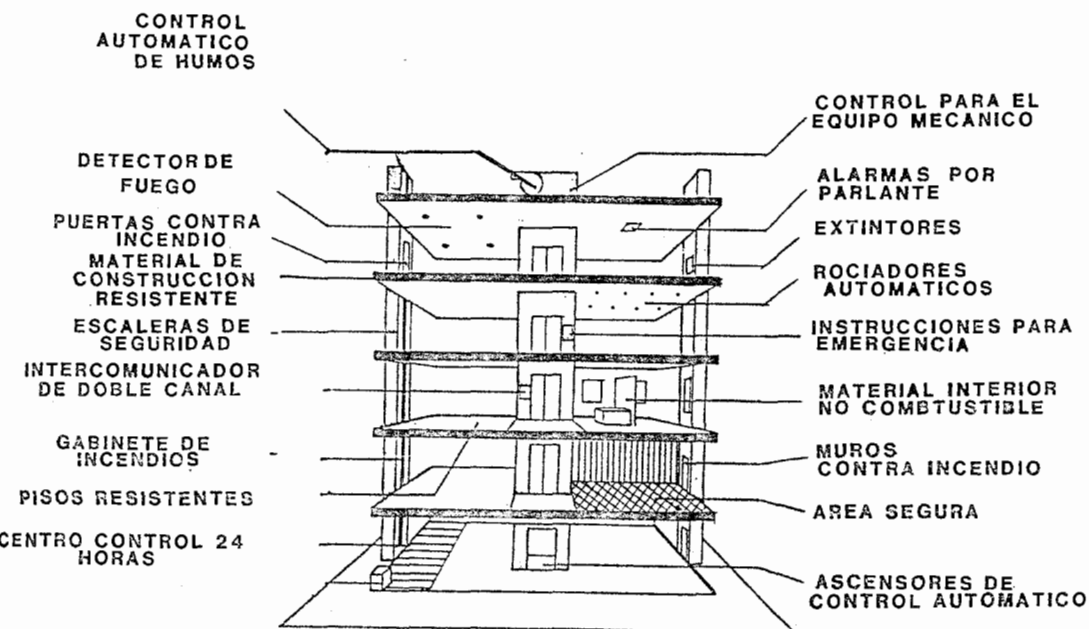 CONTROL
AUTOMATICO
DE HUMOS
DETECTOR DE
FUEGO
PUERTAS CONTRA
INCENDIO
MATERIAL DE
CONSTRUCCION
RESISTENTE
ESCALERAS DE
SEGURIDAD
INTERCOMUNICADOR
DE DOBLE CANAL
GABINETE DE
INCENDIOS
PISOS RESISTENTES
CENTRO CONTROL 24
HORAS
CONTROL PARA EL
EQUIPO MECANICO
ALARMAS POR
PARLANTE
EXTINTORES
ROCIADORES
AUTOMATICOS
INSTRUCCIONES PARA
EMERGENCIA
MATERIAL INTERIOR
NO COMBTUSTIBLE
MUROS
CONTRA INCENDIO
AREA SEGURA
ASCENSORES DE
CONTROL AUTOMATICO